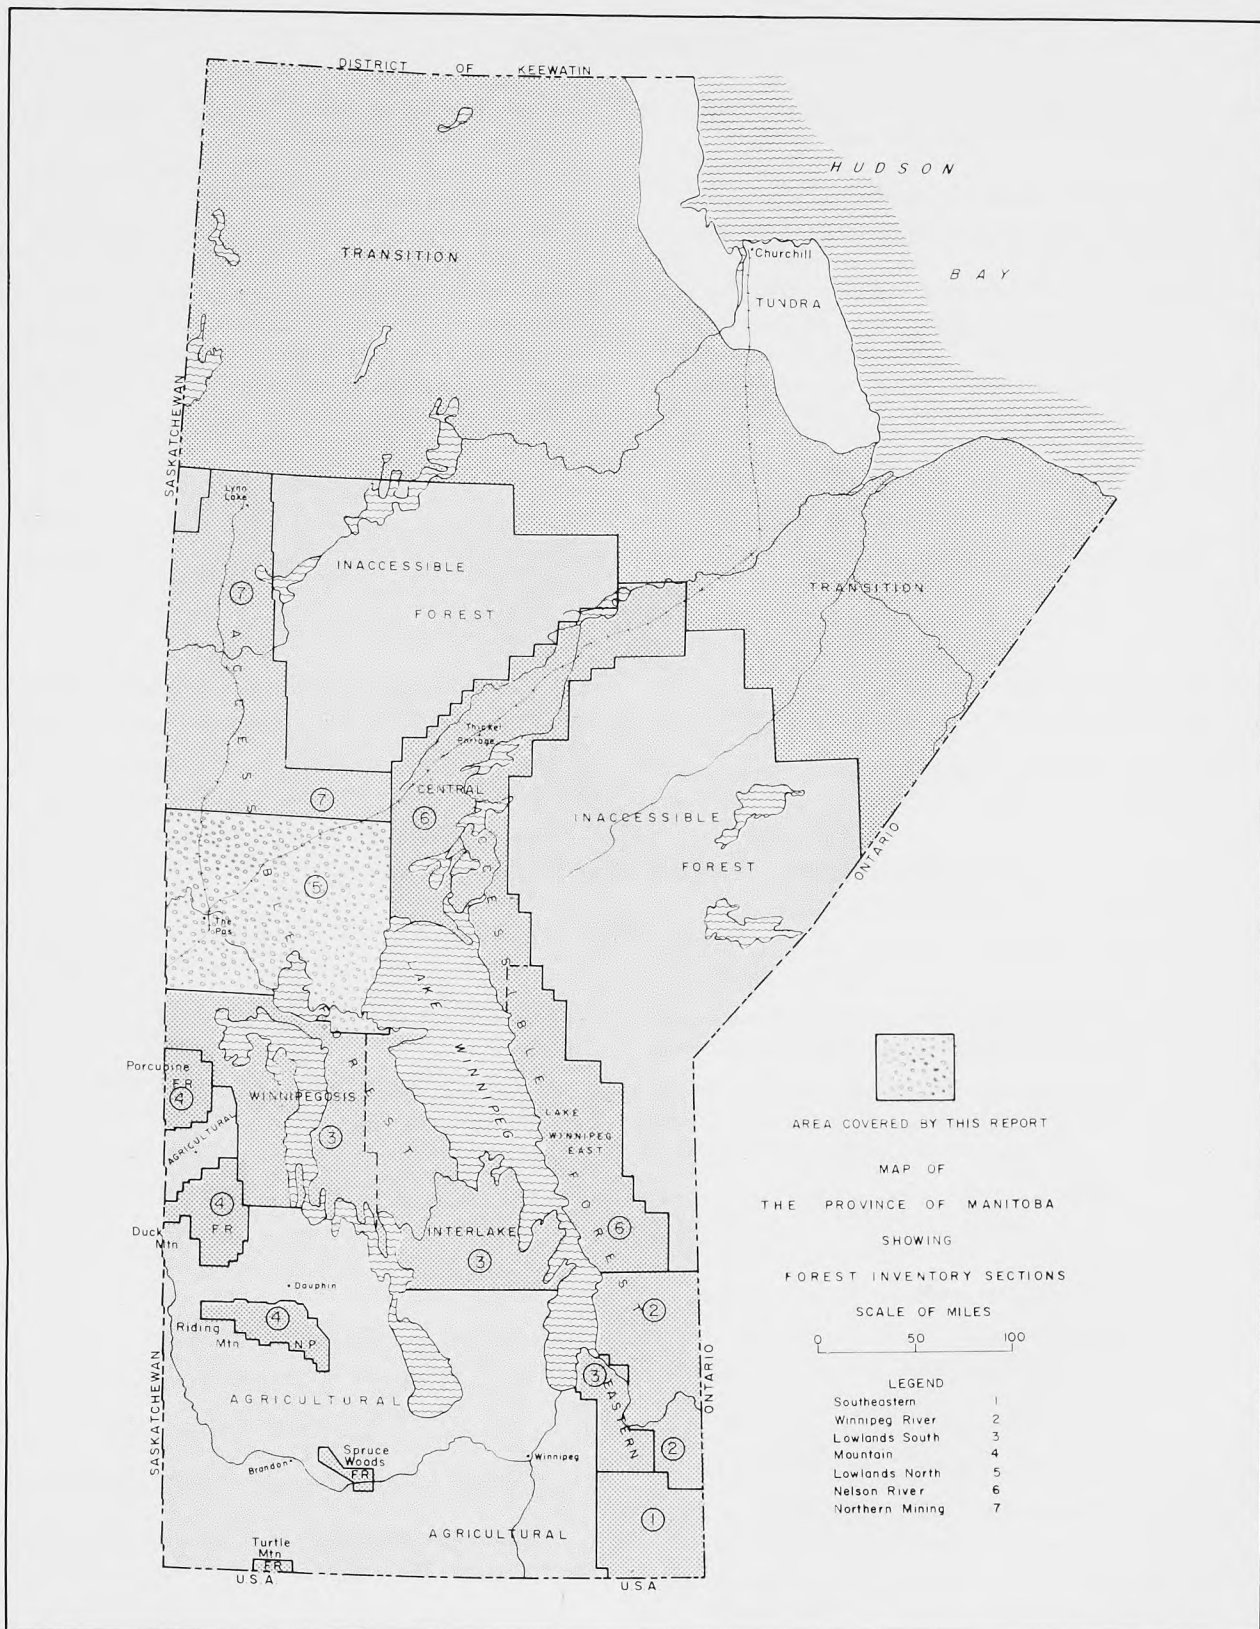 DISTRICT OF KEEWATIN
HUDSON
BAY
TRANSITION
Churchill
TUNDRA
SASKATCHEWAN
Lynn
Lake
INACCESSIBLE
FOREST
TRANSITION
7
ACCESSIBLE FOREST
Thicket
Portage
CENTRAL
7
6
INACCESSIBLE
FOREST
ONTARIO
5
The
Pas
ACCESSIBLE FOREST
LAKE WINNIPEG
Porcupine
F.R.
4
WINNIPEGOSIS
3
AGRICULTURAL
LAKE
WINNIPEG
EAST
4
F.R.
Duck
Mtn
INTERLAKE
3
6
Dauphin
4
Riding
Mtn N.P.
2
3
EASTERN
ONTARIO
SASKATCHEWAN
AGRICULTURAL
2
Spruce
Woods
F.R.
Brandon
Winnipeg
1
AGRICULTURAL
Turtle
Mtn
F.R.
U.S.A.
U.S.A.
AREA COVERED BY THIS REPORT
MAP OF
THE PROVINCE OF MANITOBA
SHOWING
FOREST INVENTORY SECTIONS
SCALE OF MILES
0 50 100
LEGEND
Southeastern 1
Winnipeg River 2
Lowlands South 3
Mountain 4
Lowlands North 5
Nelson River 6
Northern Mining 7